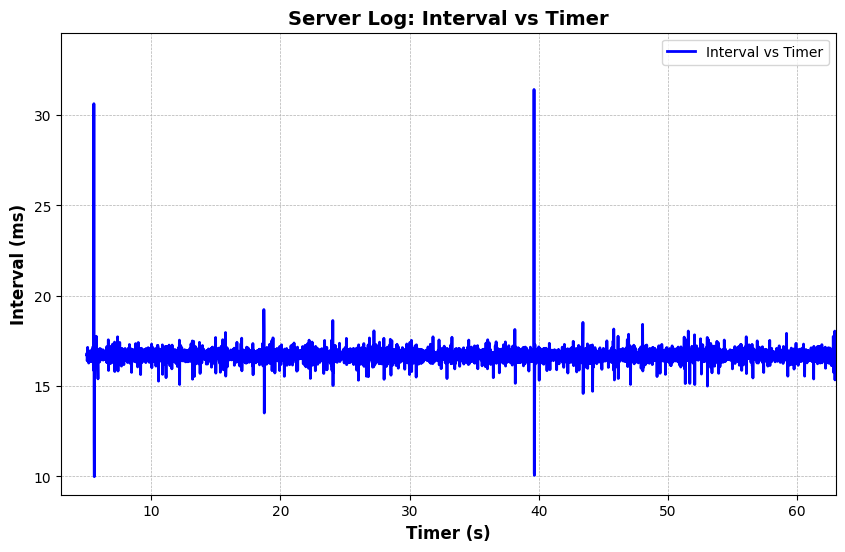 Server Log: Interval vs Timer
Interval vs Timer
Interval (ms)
30
25
20
15
10
10 20 30 40 50 60
Timer (s)